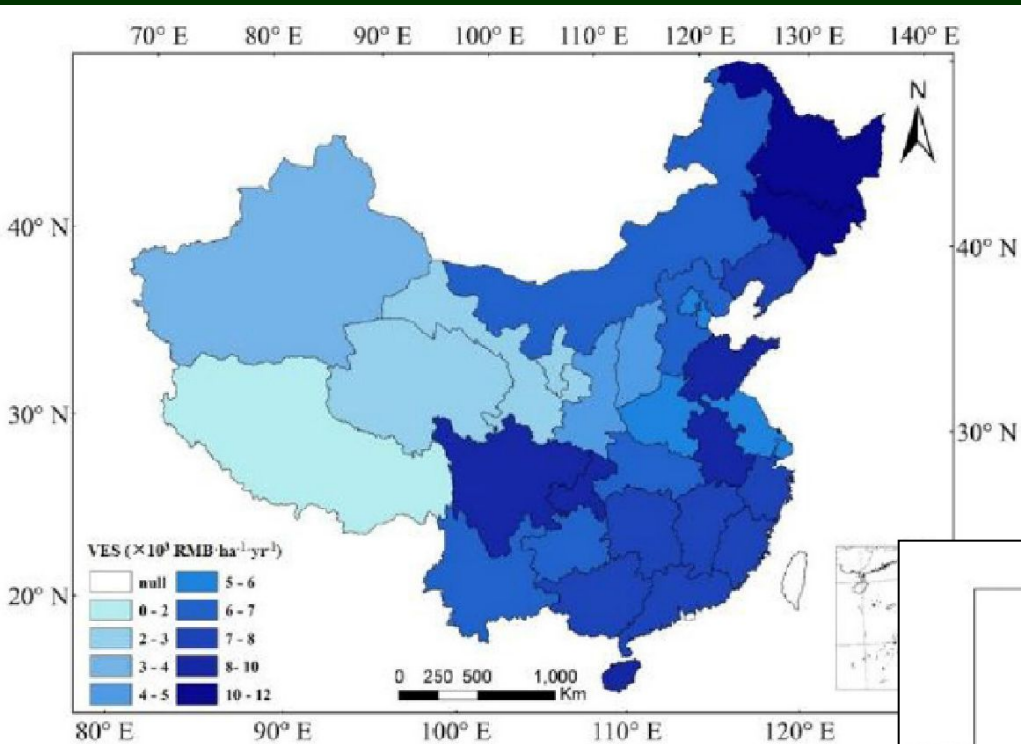 70° E 80° E 90° E 100° E 110° E 120° E 130° E 140° E
N
40° N 40° N
30° N 30° N
VES (×10³ RMB·ha⁻¹·yr⁻¹)
null 5 - 6
0 - 2 6 - 7
20° N 2 - 3 7 - 8
3 - 4 8- 10
4 - 5 10 - 12
0 250 500 1,000
Km
80° E 90° E 100° E 110° E 120° E